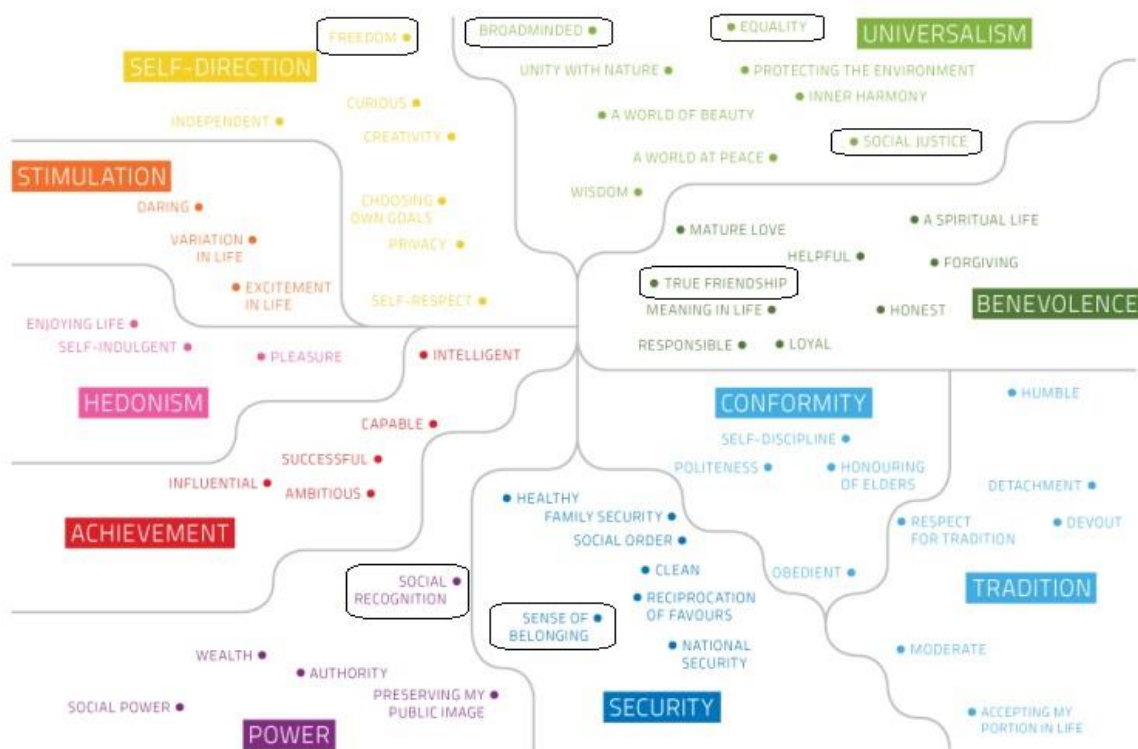 FREEDOM
SELF-DIRECTION
CURIOUS
INDEPENDENT
CREATIVITY
CHOOSING
OWN GOALS
PRIVACY
SELF-RESPECT
BROADMINDED
EQUALITY
UNIVERSALISM
UNITY WITH NATURE
PROTECTING THE ENVIRONMENT
INNER HARMONY
A WORLD OF BEAUTY
SOCIAL JUSTICE
A WORLD AT PEACE
WISDOM
STIMULATION
DARING
VARIATION
IN LIFE
EXCITEMENT
IN LIFE
MATURE LOVE
A SPIRITUAL LIFE
HELPFUL
FORGIVING
TRUE FRIENDSHIP
MEANING IN LIFE
HONEST
BENEVOLENCE
RESPONSIBLE
LOYAL
ENJOYING LIFE
SELF-INDULGENT
PLEASURE
HEDONISM
INTELLIGENT
CAPABLE
SUCCESSFUL
INFLUENTIAL
AMBITIOUS
ACHIEVEMENT
CONFORMITY
SELF-DISCIPLINE
POLITENESS
HONOURING
OF ELDERS
OBEDIENT
HUMBLE
DETACHMENT
RESPECT
FOR TRADITION
DEVOUT
TRADITION
MODERATE
ACCEPTING MY
PORTION IN LIFE
HEALTHY
FAMILY SECURITY
SOCIAL ORDER
CLEAN
RECIPROCATION
OF FAVOURS
SENSE OF
BELONGING
NATIONAL
SECURITY
SECURITY
SOCIAL
RECOGNITION
WEALTH
AUTHORITY
PRESERVING MY
PUBLIC IMAGE
SOCIAL POWER
POWER